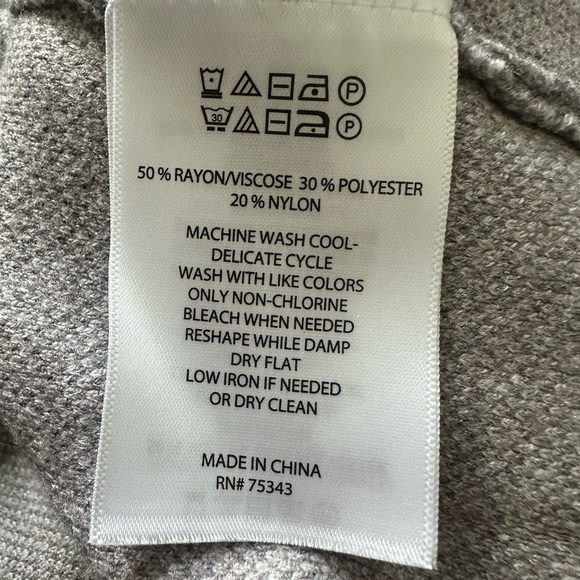 P
30 P
50 % RAYON/VISCOSE 30 % POLYESTER
20 % NYLON
MACHINE WASH COOL-
DELICATE CYCLE
WASH WITH LIKE COLORS
ONLY NON-CHLORINE
BLEACH WHEN NEEDED
RESHAPE WHILE DAMP
DRY FLAT
LOW IRON IF NEEDED
OR DRY CLEAN
MADE IN CHINA
RN# 75343